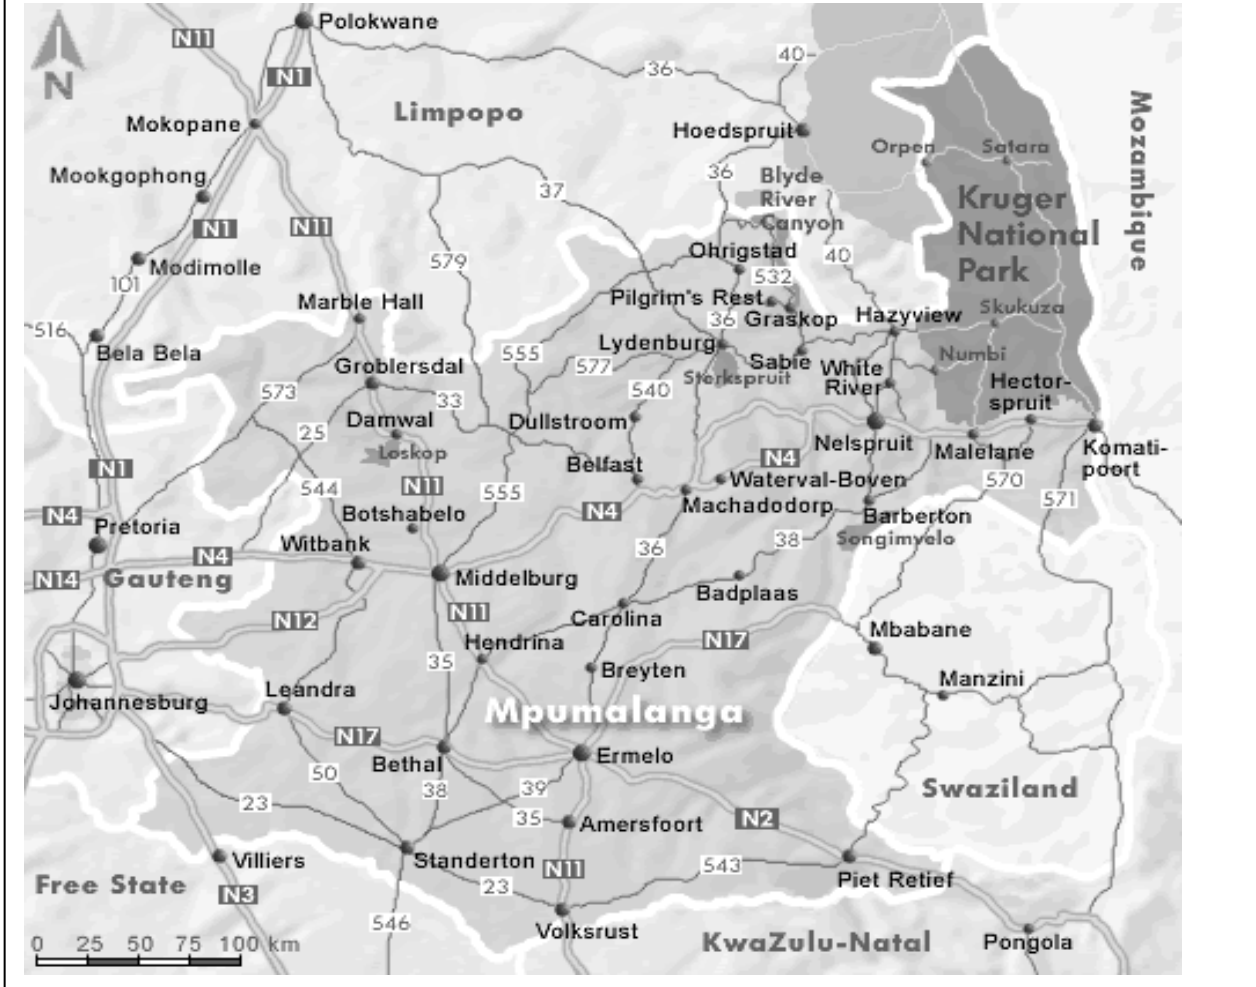 Polokwane
N11
40
36
N1
N
Limpopo
Mokopane
Hoedspruit
Mozambique
Orpen
Satara
Mookgophong
36
Blyde
River
Canyon
37
Kruger
National
Park
N1
N11
Ohrigstad
Modimolle
579
40
532
101
Marble Hall
Pilgrim's Rest
Skukuza
516
36
Graskop
Hazyview
Lydenburg
Bela Bela
555
Sabie
Numbi
Groblersdal
577
White
River
Sterkspruit
Hector-
spruit
573
33
540
Damwal
Dullstroom
25
Nelspruit
Malelane
Komati-
poort
Loskop
N1
Belfast
N4
544
N11
555
Waterval-Boven
570
571
Machadodorp
N4
Pretoria
Botshabelo
N4
Barberton
Songimvelo
Witbank
36
38
N4
N14
Gauteng
Middelburg
Badplaas
N12
N11
Carolina
Mbabane
Hendrina
N17
35
Breyten
Manzini
Leandra
Johannesburg
Mpumalanga
N17
Bethal
Ermelo
50
38
39
Swaziland
23
35
Amersfoort
N2
Villiers
Standerton
N11
543
Free State
N3
23
Piet Retief
546
Volksrust
KwaZulu-Natal
Pongola
0 25 50 75 100 km